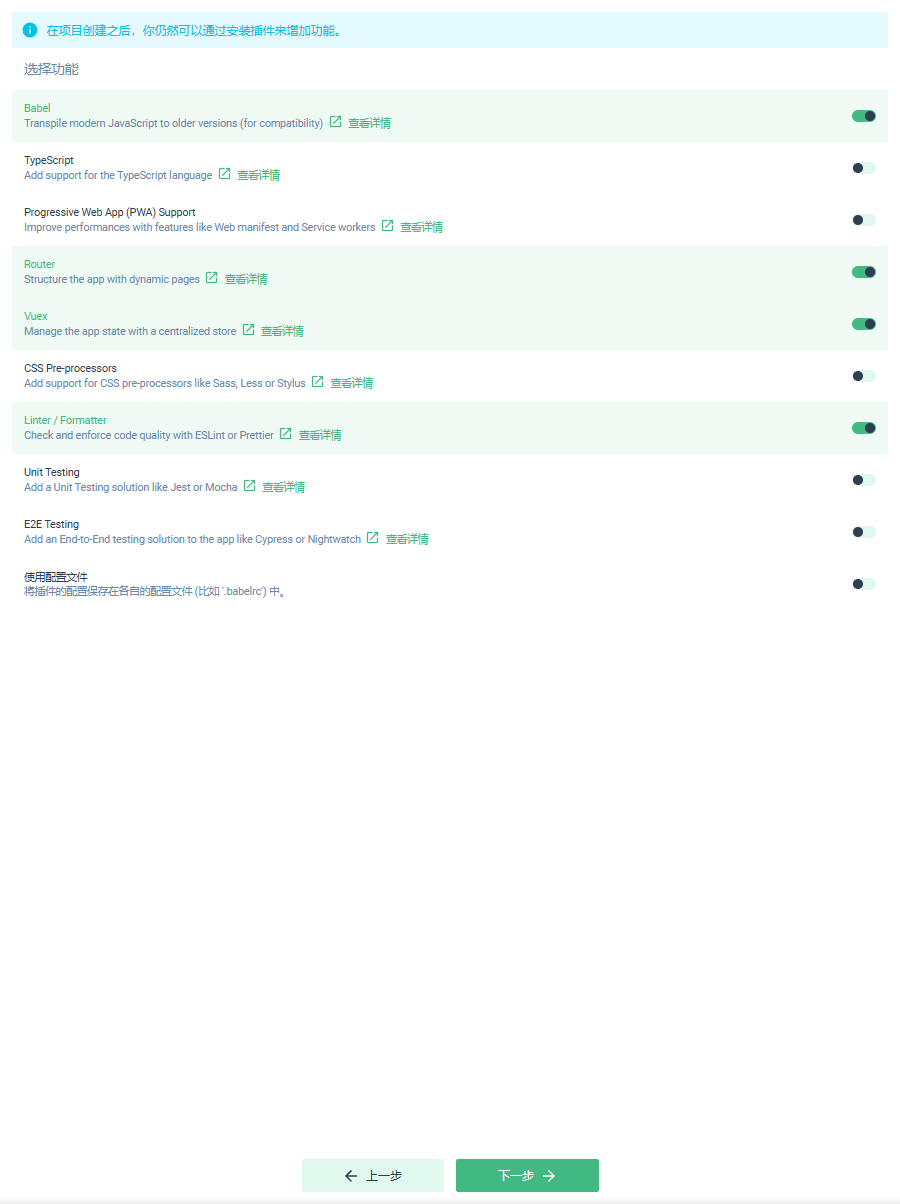 在项目创建之后，你仍然可以通过安装插件来增加功能。
选择功能
Babel
Transpile modern JavaScript to older versions (for compatibility) 查看详情
TypeScript
Add support for the TypeScript language 查看详情
Progressive Web App (PWA) Support
Improve performances with features like Web manifest and Service workers 查看详情
Router
Structure the app with dynamic pages 查看详情
Vuex
Manage the app state with a centralized store 查看详情
CSS Pre-processors
Add support for CSS pre-processors like Sass, Less or Stylus 查看详情
Linter / Formatter
Check and enforce code quality with ESLint or Prettier 查看详情
Unit Testing
Add a Unit Testing solution like Jest or Mocha 查看详情
E2E Testing
Add an End-to-End testing solution to the app like Cypress or Nightwatch 查看详情
使用配置文件
将插件的配置保存在各自的配置文件 (比如 '.babelrc') 中。
上一步 下一步